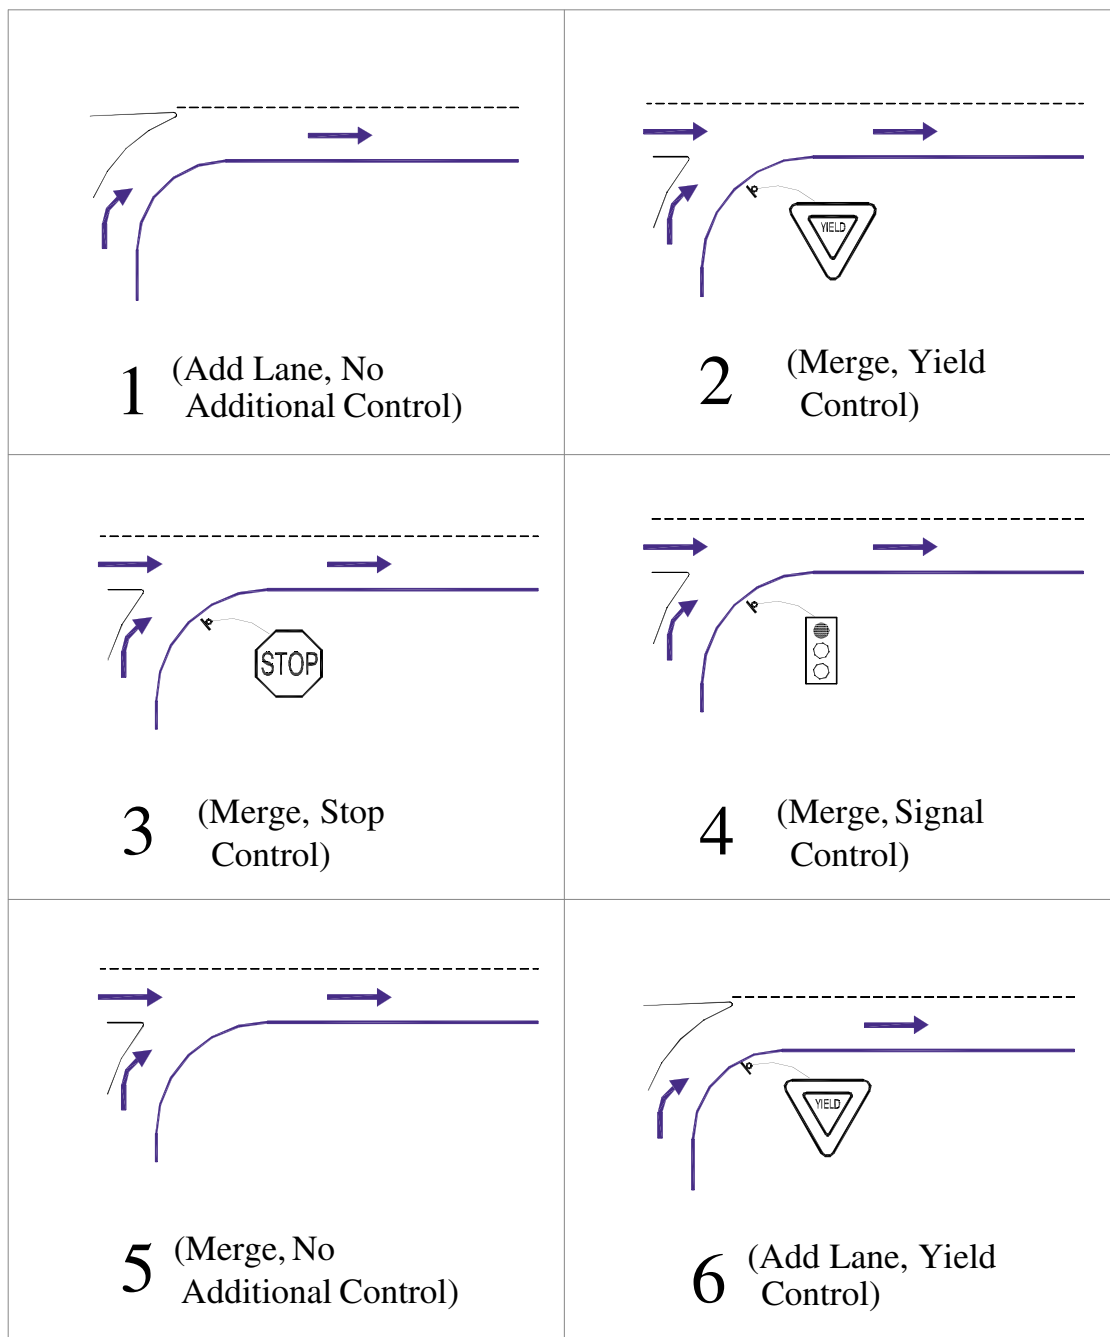 1 (Add Lane, No
Additional Control)
YIELD
2 (Merge, Yield
Control)
STOP
3 (Merge, Stop
Control)
4 (Merge, Signal
Control)
5 (Merge, No
Additional Control)
YIELD
6 (Add Lane, Yield
Control)